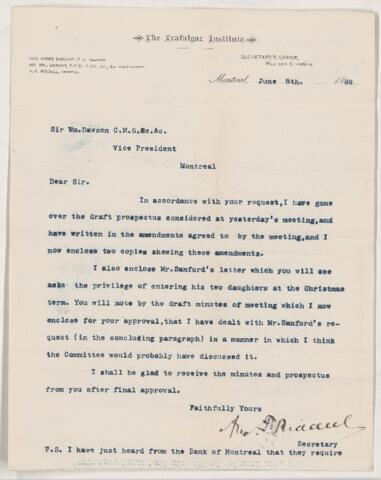 The Trafalgar Institute.
SECRETARY'S OFFICE,
Montreal, June 8th. 189
Sir Wm. Dawson C.M.G.&c.&c.
Vice President
Montreal
Dear Sir.
In accordance with your request,I have gone
over the draft prospectus considered at yesterday's meeting,and
have written in the amendments agreed to by the meeting,and I
now enclose two copies shewing these amendments.
I also enclose Mr.Sanford's letter which you will see
asks the privilege of entering his two daughters at the Christmas
term. You will note by the draft minutes of meeting which I now
enclose for your approval,that I have dealt with Mr.Sanford's re-
quest (in the concluding paragraph) in a manner in which I think
the Committee would probably have discussed it.
I shall be glad to receive the minutes and prospectus
from you after final approval.
Faithfully Yours
Riddell
Secretary
P.S. I have just heard from the Bank of Montreal that they require